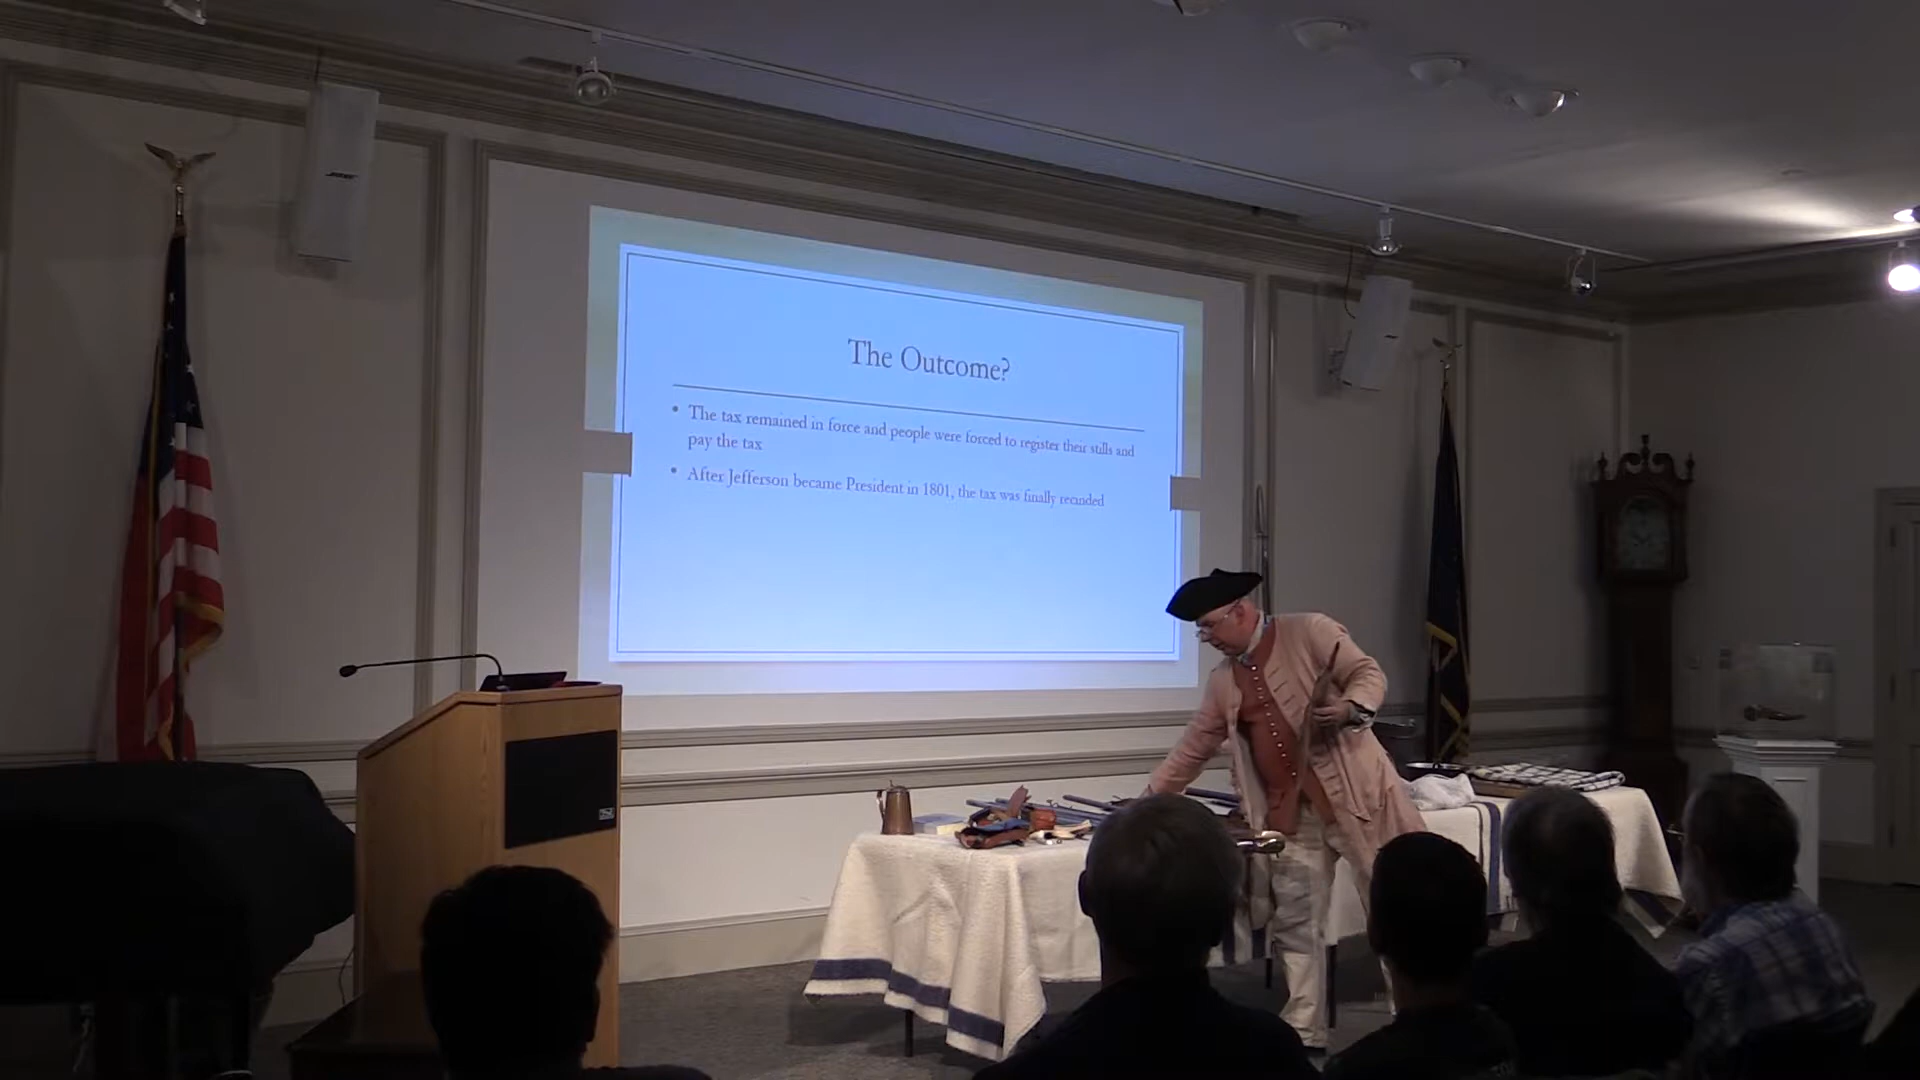 BOSE
The Outcome?
• The tax remained in force and people were forced to register their stills and
pay the tax
• After Jefferson became President in 1801, the tax was finally recinded